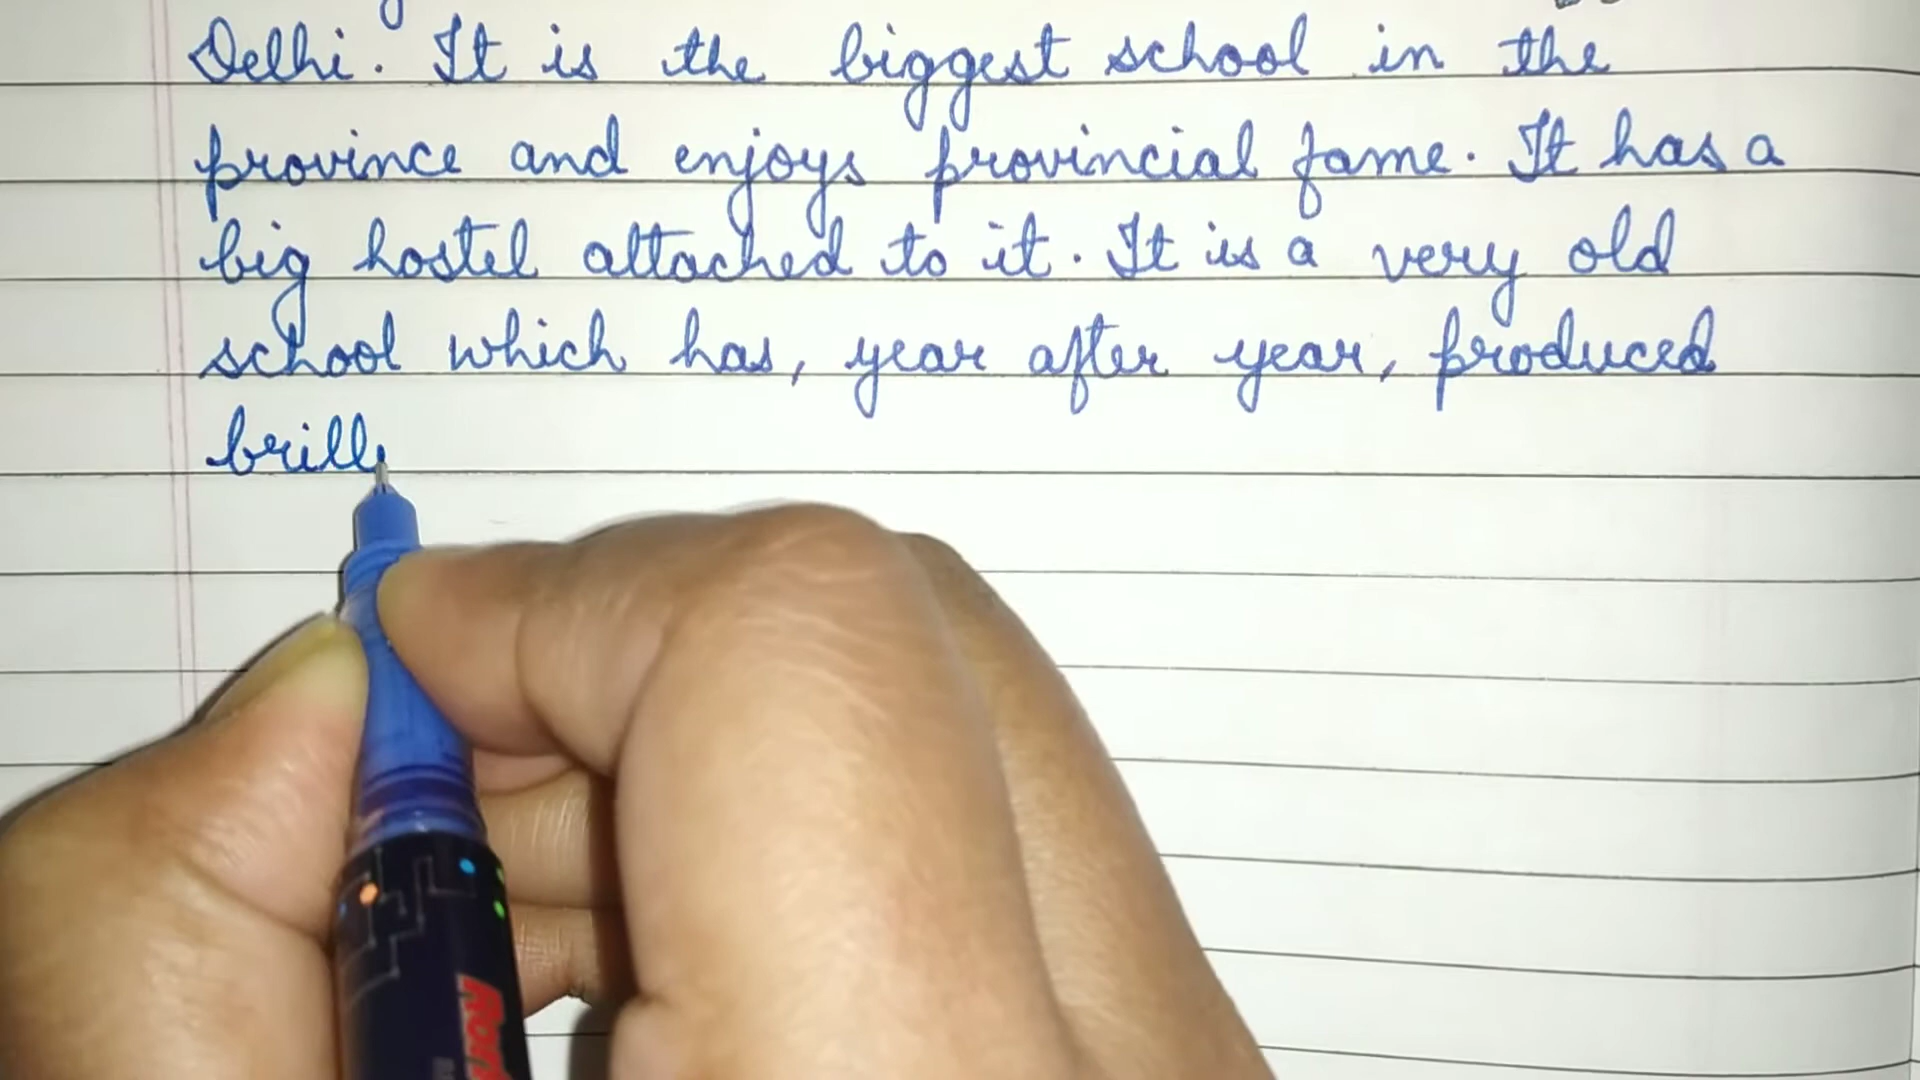 Delhi. It is the biggest school in the
province and enjoys provincial fame. It has a
big hostel attached to it. It is a very old
school which has, year after year, produced
brill